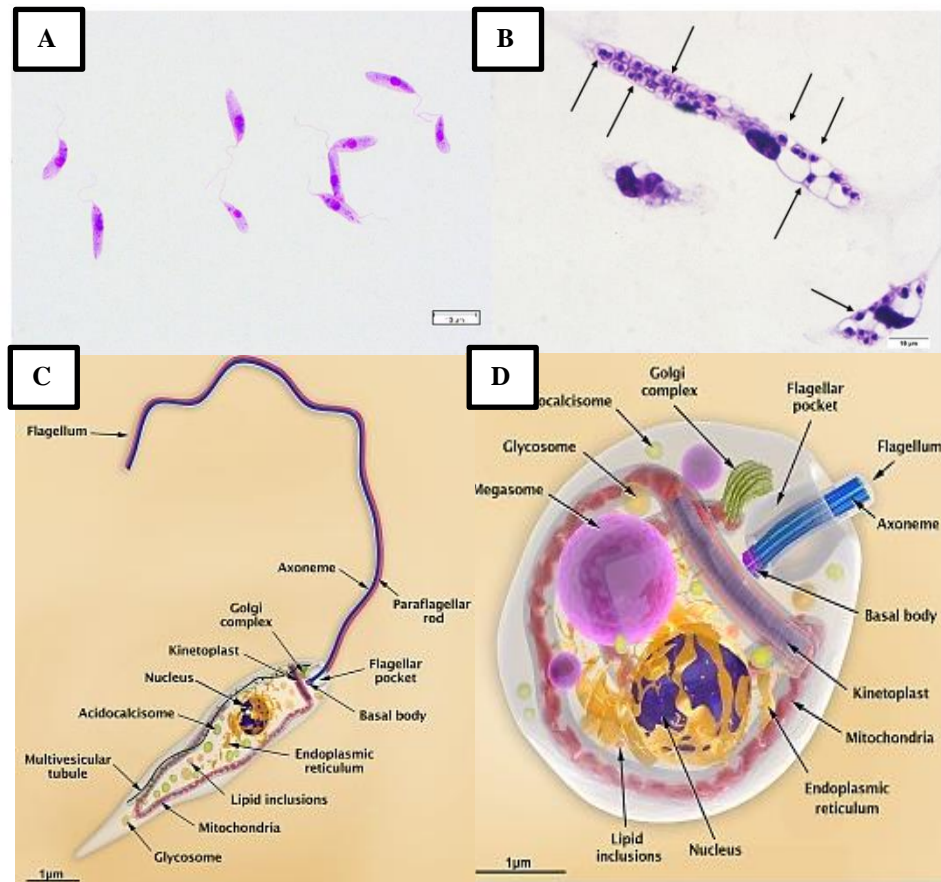 A
B
10 µm
C
Flagellum
Axoneme
Paraflagellar
rod
Golgi
complex
Kinetoplast
Nucleus
Flagellar
pocket
Acidocalcisome
Basal body
Multivesicular
tubule
Endoplasmic
reticulum
Lipid inclusions
Mitochondria
Glycosome
1µm
D
Golgi
complex
Flagellar
pocket
ocalcisome
Flagellum
Glycosome
Megasome
Axoneme
Basal body
Kinetoplast
Mitochondria
Endoplasmic
reticulum
Lipid
inclusions
Nucleus
1µm